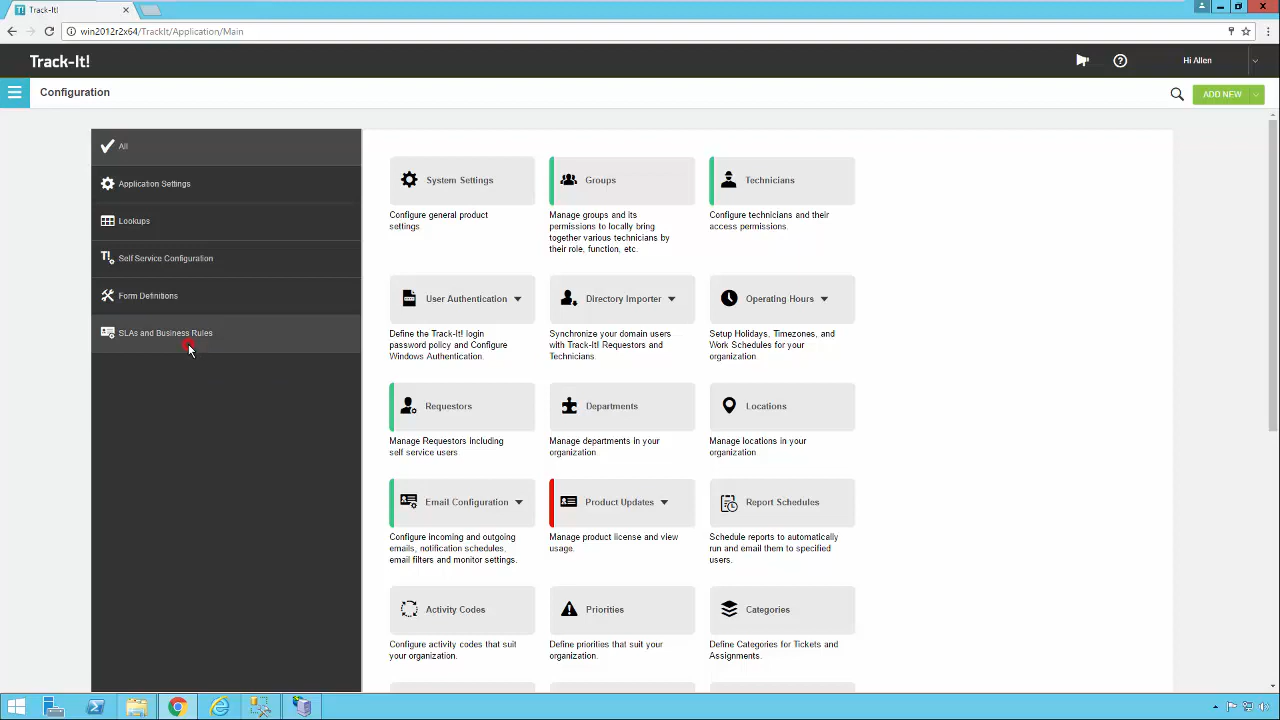 Track-It!
win2012r2x64/TrackIt/Application/Main
Track-It!
Hi Allen
Configuration
ADD NEW
All
Application Settings
Lookups
Self Service Configuration
Form Definitions
SLAs and Business Rules
System Settings
Configure general product
settings
Groups
Manage groups and its
permissions to locally bring
together various technicians by
their role, function, etc.
Technicians
Configure technicians and their
access permissions.
User Authentication
Define the Track-It! login
password policy and Configure
Windows Authentication.
Directory Importer
Synchronize your domain users
with Track-It! Requestors and
Technicians.
Operating Hours
Setup Holidays, Timezones, and
Work Schedules for your
organization.
Requestors
Manage Requestors including
self service users
Departments
Manage departments in your
organization
Locations
Manage locations in your
organization
Email Configuration
Configure incoming and outgoing
emails, notification schedules,
email filters and monitor settings.
Product Updates
Manage product license and view
usage.
Report Schedules
Schedule reports to automatically
run and email them to specified
users.
Activity Codes
Configure activity codes that suit
your organization.
Priorities
Define priorities that suit your
organization.
Categories
Define Categories for Tickets and
Assignments.